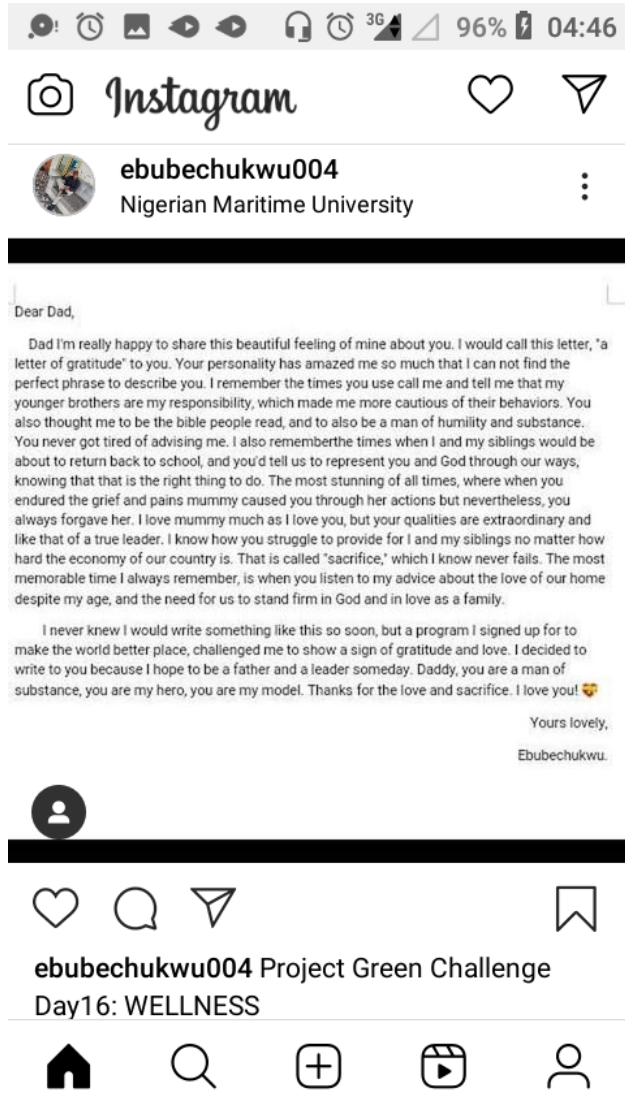 3G 96% 04:46
Instagram
ebubechukwu004
Nigerian Maritime University
Dear Dad,
Dad I'm really happy to share this beautiful feeling of mine about you. I would call this letter, "a
letter of gratitude" to you. Your personality has amazed me so much that I can not find the
perfect phrase to describe you. I remember the times you use call me and tell me that my
younger brothers are my responsibility, which made me more cautious of their behaviors. You
also thought me to be the bible people read, and to also be a man of humility and substance.
You never got tired of advising me. I also rememberthe times when I and my siblings would be
about to return back to school, and you'd tell us to represent you and God through our ways,
knowing that that is the right thing to do. The most stunning of all times, where when you
endured the grief and pains mummy caused you through her actions but nevertheless, you
always forgave her. I love mummy much as I love you, but your qualities are extraordinary and
like that of a true leader. I know how you struggle to provide for I and my siblings no matter how
hard the economy of our country is. That is called "sacrifice," which I know never fails. The most
memorable time I always remember, is when you listen to my advice about the love of our home
despite my age, and the need for us to stand firm in God and in love as a family.
I never knew I would write something like this so soon, but a program I signed up for to
make the world better place, challenged me to show a sign of gratitude and love. I decided to
write to you because I hope to be a father and a leader someday. Daddy, you are a man of
substance, you are my hero, you are my model. Thanks for the love and sacrifice. I love you! 💝
Yours lovely,
Ebubechukwu.
ebubechukwu004 Project Green Challenge
Day16: WELLNESS